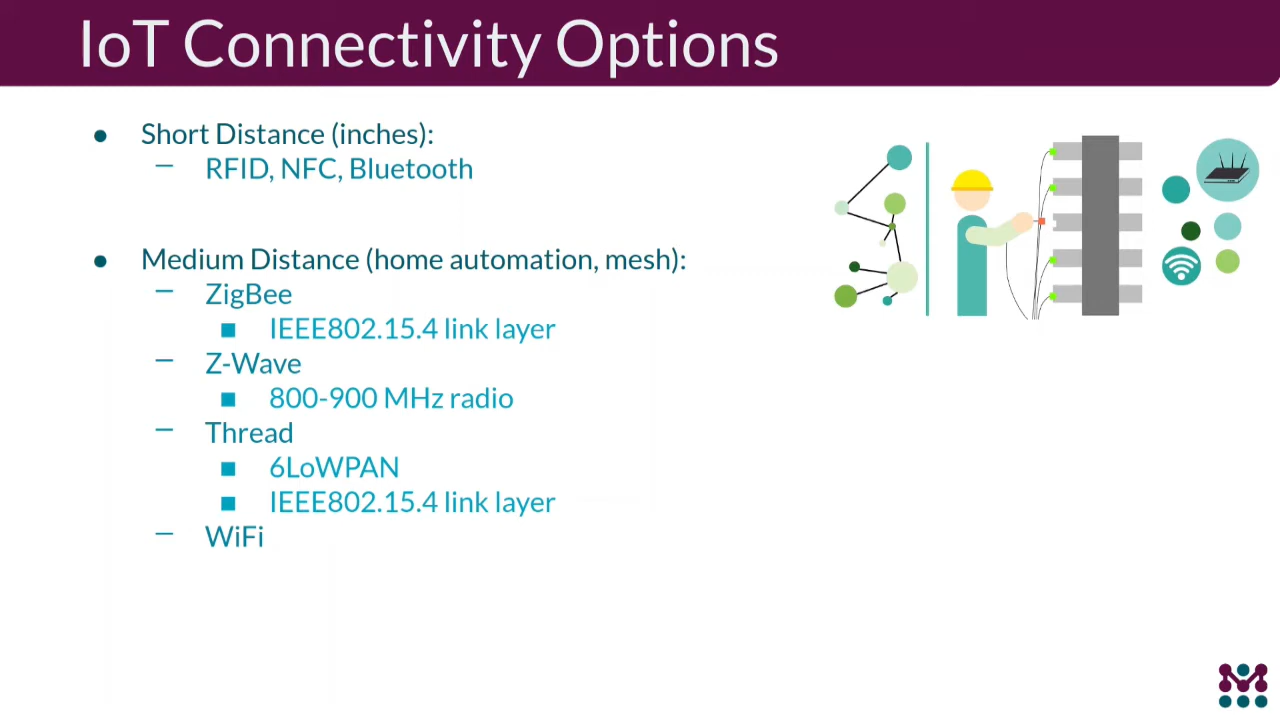 IoT Connectivity Options
● Short Distance (inches):
– RFID, NFC, Bluetooth
● Medium Distance (home automation, mesh):
– ZigBee
■ IEEE802.15.4 link layer
– Z-Wave
■ 800-900 MHz radio
– Thread
■ 6LoWPAN
■ IEEE802.15.4 link layer
– WiFi